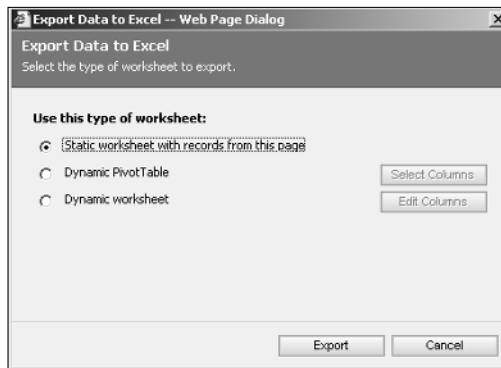 Export Data to Excel -- Web Page Dialog
Export Data to Excel
Select the type of worksheet to export.
Use this type of worksheet:
Static worksheet with records from this page
Dynamic PivotTable
Select Columns
Dynamic worksheet
Edit Columns
Export
Cancel